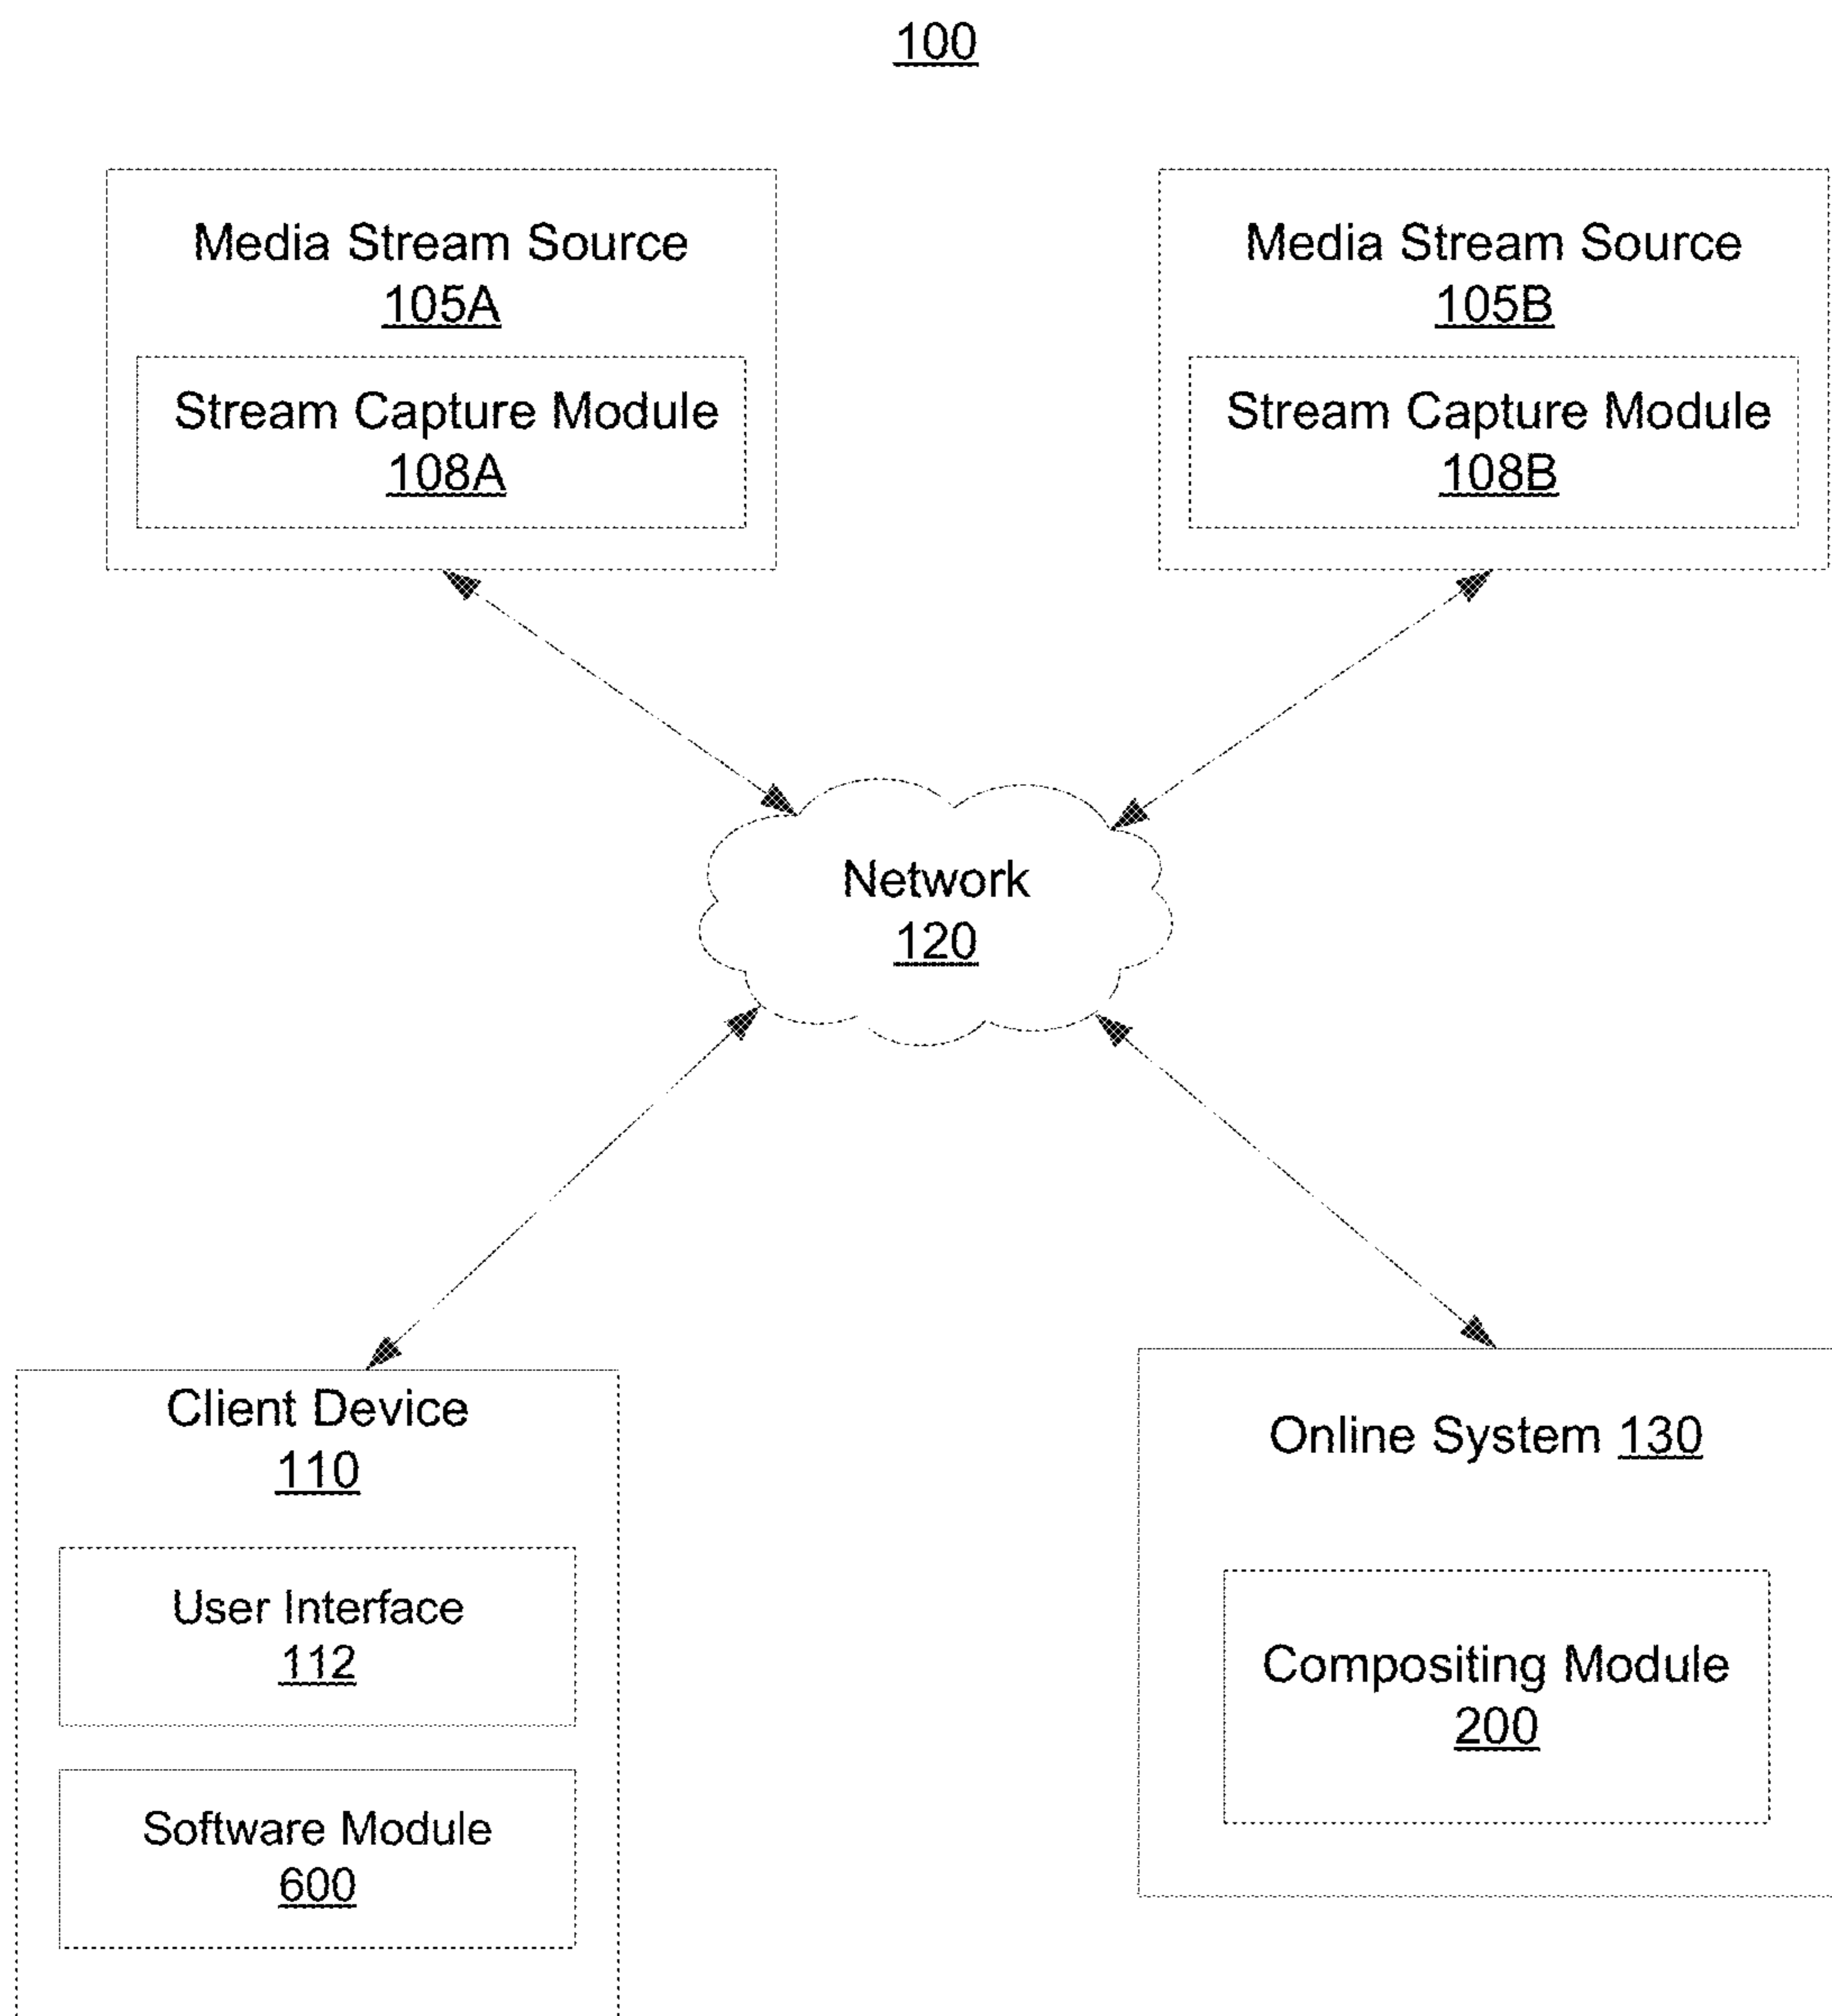 100
Media Stream Source
105A
Stream Capture Module
108A
Media Stream Source
105B
Stream Capture Module
108B
Network
120
Client Device
110
User Interface
112
Software Module
600
Online System 130
Compositing Module
200